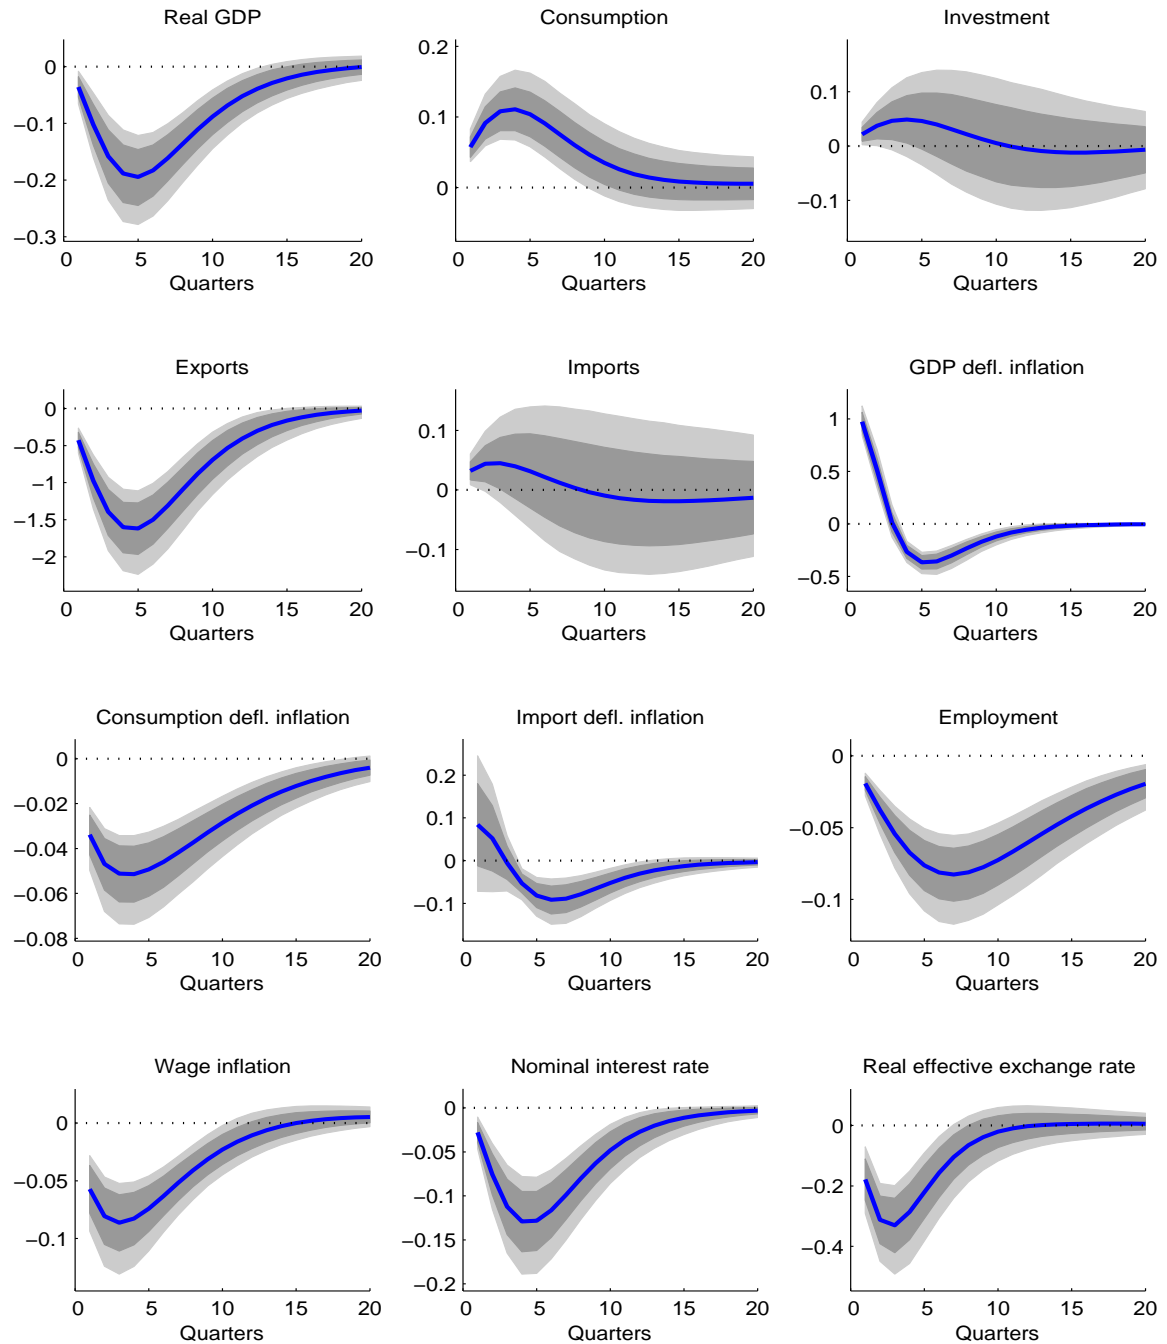 Real GDP
0
−0.1
−0.2
−0.3
0 5 10 15 20
Quarters
Consumption
0.2
0.1
0
0 5 10 15 20
Quarters
Investment
0.1
0
−0.1
0 5 10 15 20
Quarters
Exports
0
−0.5
−1
−1.5
−2
0 5 10 15 20
Quarters
Imports
0.1
0
−0.1
0 5 10 15 20
Quarters
GDP defl. inflation
1
0.5
0
−0.5
0 5 10 15 20
Quarters
Consumption defl. inflation
0
−0.02
−0.04
−0.06
−0.08
0 5 10 15 20
Quarters
Import defl. inflation
0.2
0.1
0
−0.1
0 5 10 15 20
Quarters
Employment
0
−0.05
−0.1
0 5 10 15 20
Quarters
Wage inflation
0
−0.05
−0.1
0 5 10 15 20
Quarters
Nominal interest rate
0
−0.05
−0.1
−0.15
−0.2
0 5 10 15 20
Quarters
Real effective exchange rate
0
−0.2
−0.4
0 5 10 15 20
Quarters